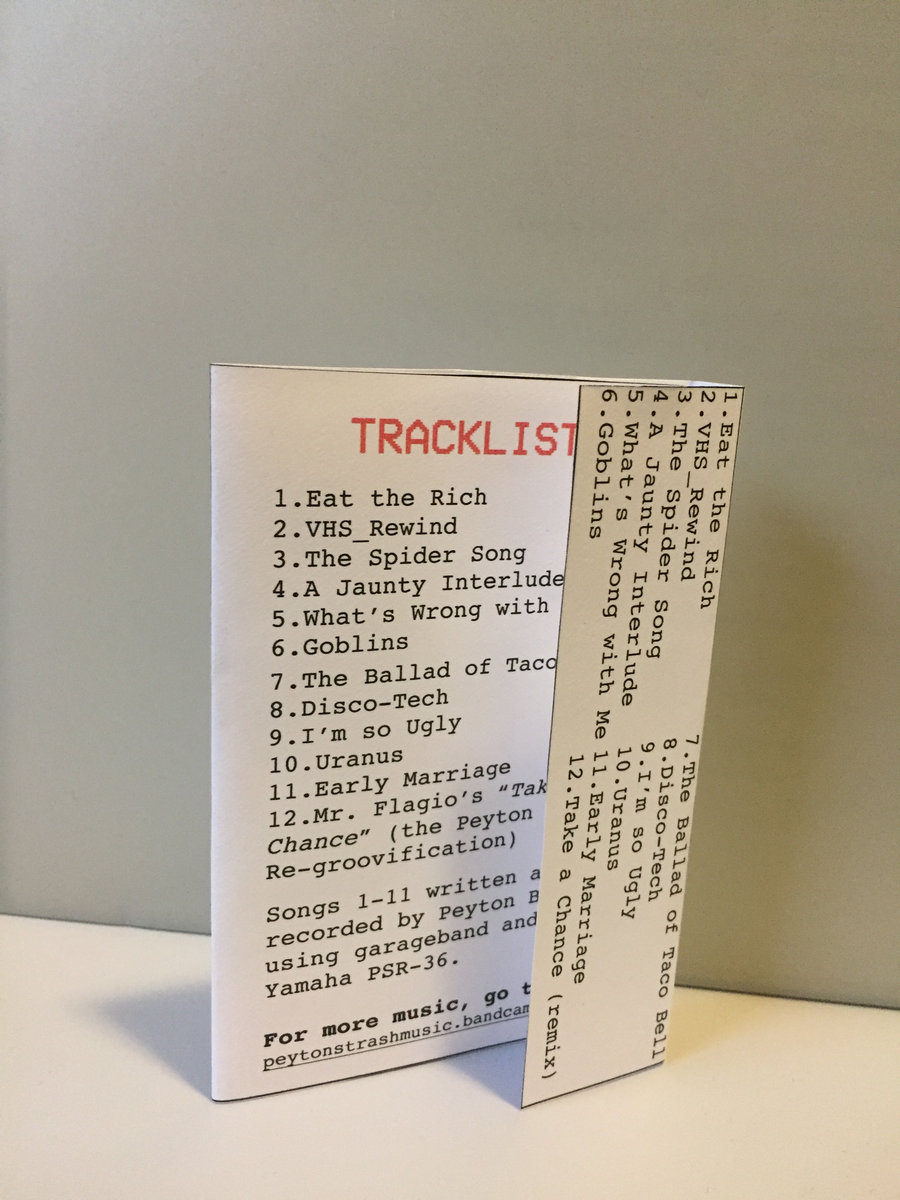 TRACKLIST
1.Eat the Rich
2.VHS_Rewind
3.The Spider Song
4.A Jaunty Interlude
5.What's Wrong with
6.Goblins
7.The Ballad of Taco
8.Disco-Tech
9.I'm so Ugly
10.Uranus
11.Early Marriage
12.Mr. Flagio's "Tak
Chance" (the Peyton
Re-groovification)
Songs 1-11 written a
recorded by Peyton B
using garageband and
Yamaha PSR-36.
For more music, go t
peytonstrashmusic.bandcam
1.Eat the Rich
2.VHS_Rewind
3.The Spider Song
4.A Jaunty Interlude
5.What's Wrong with Me
6.Goblins
7.The Ballad of Taco Bell
8.Disco-Tech
9.I'm so Ugly
10.Uranus
11.Early Marriage
12.Take a Chance (remix)